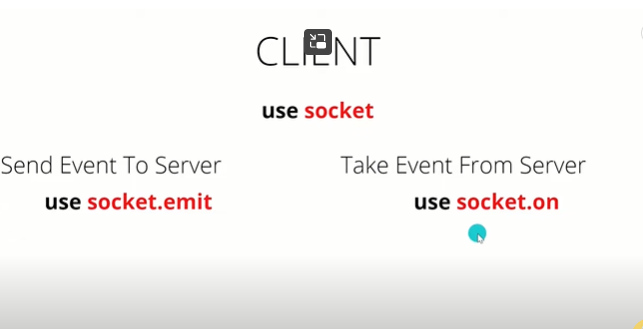 CLIENT
use socket
Send Event To Server
use socket.emit
Take Event From Server
use socket.on